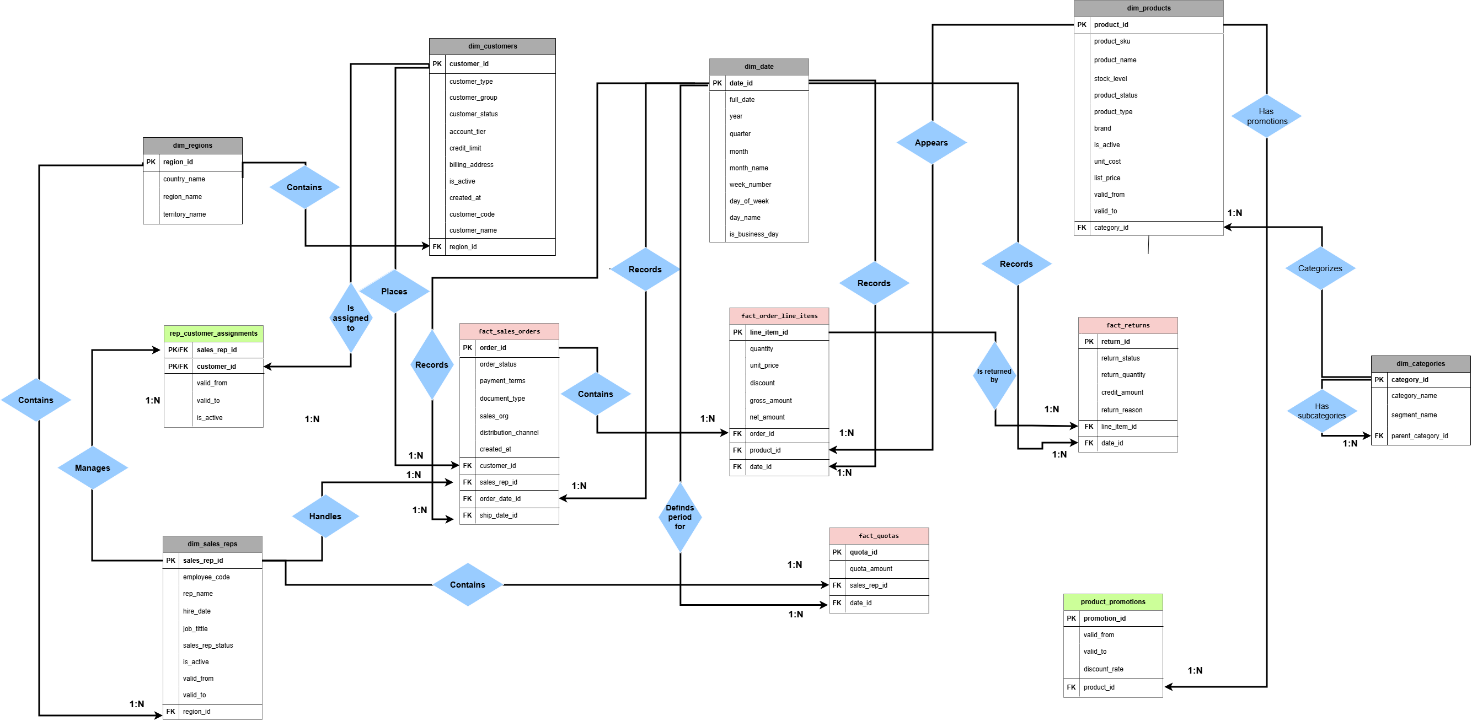 dim_products
PK product_id
product_sku
product_name
stock_level
product_status
product_type
brand
is_active
unit_cost
list_price
valid_from
valid_to
FK category_id
dim_customers
PK customer_id
customer_type
customer_group
customer_status
account_tier
credit_limit
billing_address
is_active
created_at
customer_code
customer_name
FK region_id
dim_date
PK date_id
full_date
year
quarter
month
month_name
week_number
day_of_week
day_name
is_business_day
dim_regions
PK region_id
country_name
region_name
territory_name
Contains
Appears
Has
promotions
1:N
Records
Records
Records
Categorizes
Places
Is
assigned
to
rep_customer_assignments
PK/FK sales_rep_id
PK/FK customer_id
valid_from
valid_to
is_active
1:N
1:N
fact_sales_orders
PK order_id
order_status
payment_terms
document_type
sales_org
distribution_channel
created_at
FK customer_id
FK sales_rep_id
FK order_date_id
FK ship_date_id
Records
Contains
1:N
1:N
1:N
1:N
fact_order_line_items
PK line_item_id
quantity
unit_price
discount
gross_amount
net_amount
FK order_id
FK product_id
FK date_id
1:N
1:N
1:N
Is returned
by
fact_returns
PK return_id
return_status
return_quantity
credit_amount
return_reason
FK line_item_id
FK date_id
1:N
1:N
dim_categories
PK category_id
category_name
segment_name
FK parent_category_id
Has
subcategories
1:N
Contains
Manages
Handles
Definds
period
for
dim_sales_reps
PK sales_rep_id
employee_code
rep_name
hire_date
job_tittle
sales_rep_status
is_active
valid_from
valid_to
FK region_id
1:N
Contains
fact_quotas
PK quota_id
quota_amount
FK sales_rep_id
FK date_id
1:N
1:N
product_promotions
PK promotion_id
valid_from
valid_to
discount_rate
FK product_id
1:N